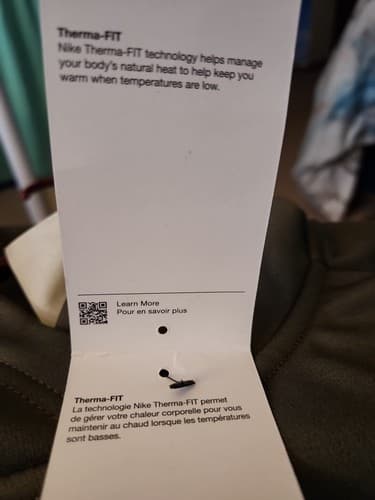 Therma-FIT
Nike Therma-FIT technology helps manage
your body's natural heat to help keep you
warm when temperatures are low.
Learn More
Pour en savoir plus
Therma-FIT
La technologie Nike Therma-FIT permet
de gérer votre chaleur corporelle pour vous
maintenir au chaud lorsque les températures
sont basses.